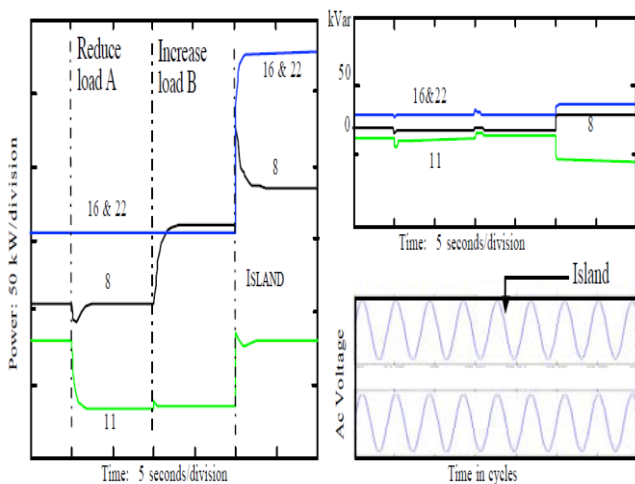 Reduce
load A
Increase
load B
16 & 22
8
16 & 22
8
ISLAND
11
Power: 50 kW/division
Time: 5 seconds/division
kVar
50
0
16&22
8
11
Time: 5 seconds/division
Island
Ac Voltage
Time in cycles